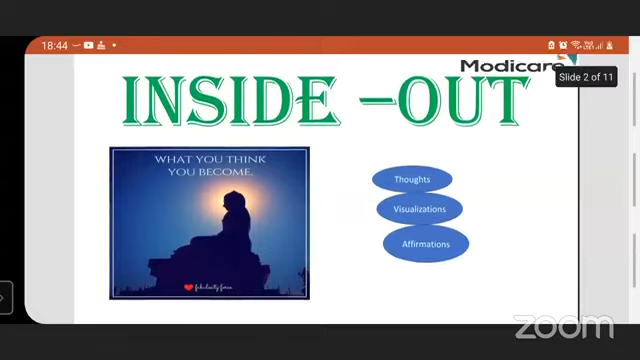 18:44
Modicare
Slide 2 of 11
INSIDE –OUT
WHAT YOU THINK
YOU BECOME.
Thoughts
Visualizations
Affirmations
zoom